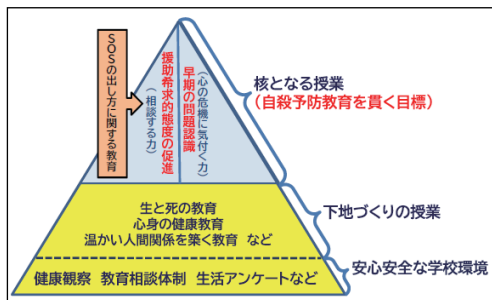 SOSの出し方に関する教育
援助希求的態度の促進
（相談する力）
早期の問題認識
（心の危機に気付く力）
核となる授業
（自殺予防教育を貫く目標）
生と死の教育
心身の健康教育
温かい人間関係を築く教育 など
下地づくりの授業
健康観察 教育相談体制 生活アンケートなど
安心安全な学校環境